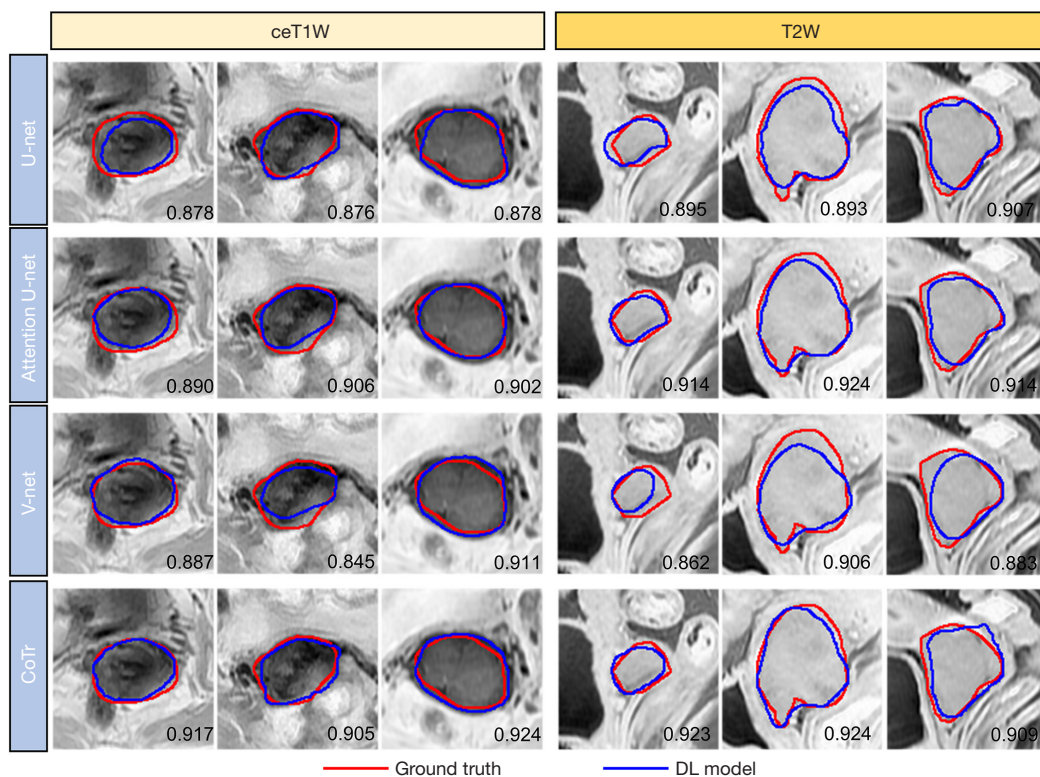 ceT1W T2W
U-net
0.878 0.876 0.878 0.895 0.893 0.907
Attention U-net
0.890 0.906 0.902 0.914 0.924 0.914
V-net
0.887 0.845 0.911 0.862 0.906 0.883
CoTr
0.917 0.905 0.924 0.923 0.924 0.909
Ground truth DL model